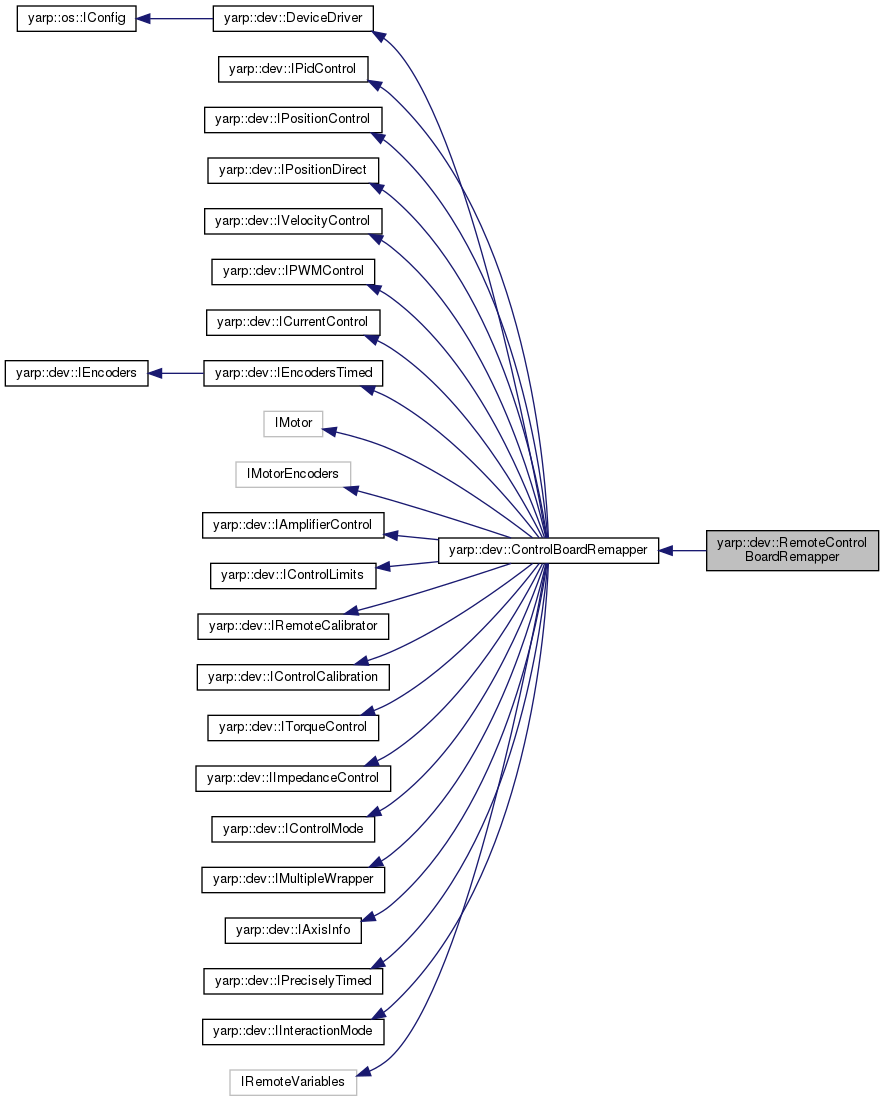 yarp::os::IConfig
yarp::dev::DeviceDriver
yarp::dev::IPidControl
yarp::dev::IPositionControl
yarp::dev::IPositionDirect
yarp::dev::IVelocityControl
yarp::dev::IPWMControl
yarp::dev::ICurrentControl
yarp::dev::IEncoders
yarp::dev::IEncodersTimed
IMotor
IMotorEncoders
yarp::dev::IAmplifierControl
yarp::dev::ControlBoardRemapper
yarp::dev::RemoteControl
BoardRemapper
yarp::dev::IControlLimits
yarp::dev::IRemoteCalibrator
yarp::dev::IControlCalibration
yarp::dev::ITorqueControl
yarp::dev::IImpedanceControl
yarp::dev::IControlMode
yarp::dev::IMultipleWrapper
yarp::dev::IAxisInfo
yarp::dev::IPreciselyTimed
yarp::dev::IInteractionMode
IRemoteVariables